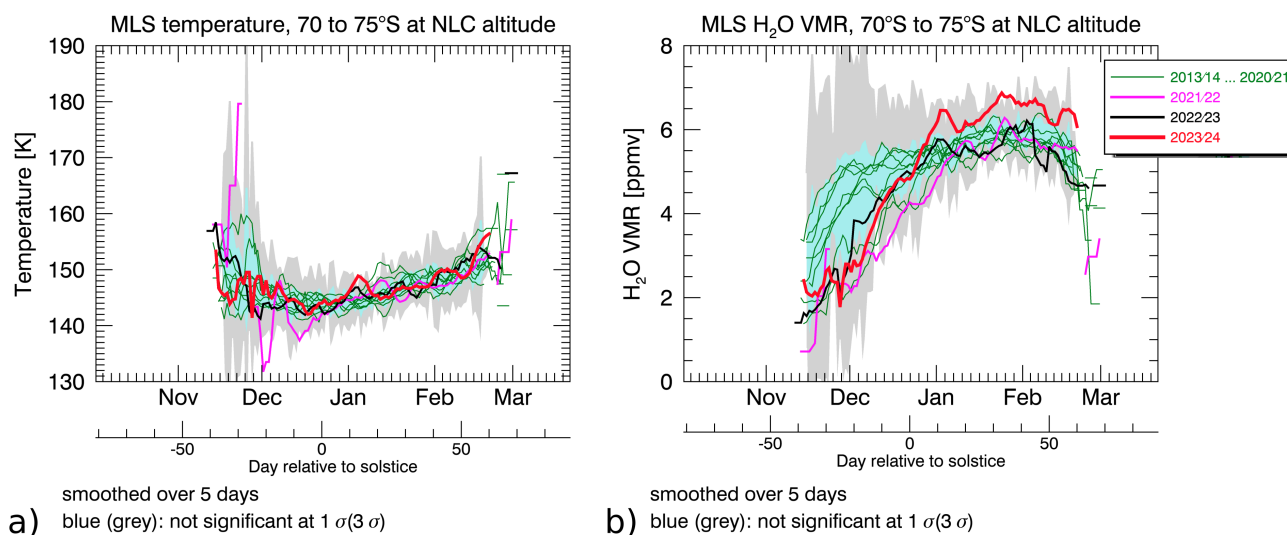 MLS temperature, 70 to 75°S at NLC altitude
190
180
170
160
150
140
130
Temperature [K]
Nov Dec Jan Feb Mar
-50 0 50
Day relative to solstice
smoothed over 5 days
a) blue (grey): not significant at 1 σ(3 σ)
MLS H₂O VMR, 70°S to 75°S at NLC altitude
8
6
4
2
0
H₂O VMR [ppmv]
2013/14 ... 2020/21
2021/22
2022/23
2023/24
Nov Dec Jan Feb Mar
-50 0 50
Day relative to solstice
smoothed over 5 days
b) blue (grey): not significant at 1 σ(3 σ)